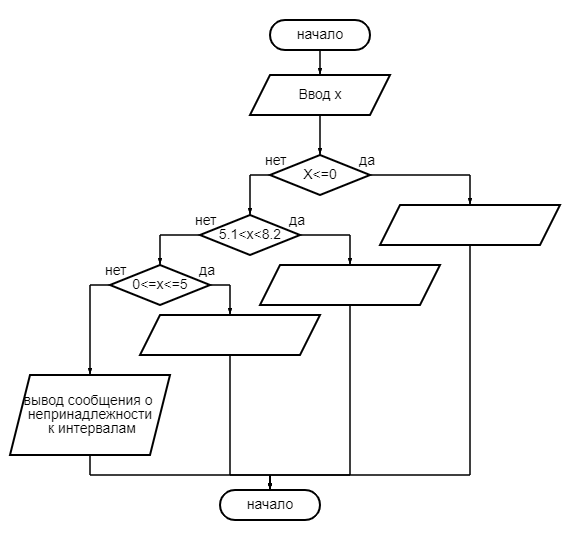 начало
Ввод x
нет
да
X<=0
нет
да
5.1<x<8.2
нет
да
0<=x<=5
вывод сообщения о
непринадлежности
к интервалам
начало